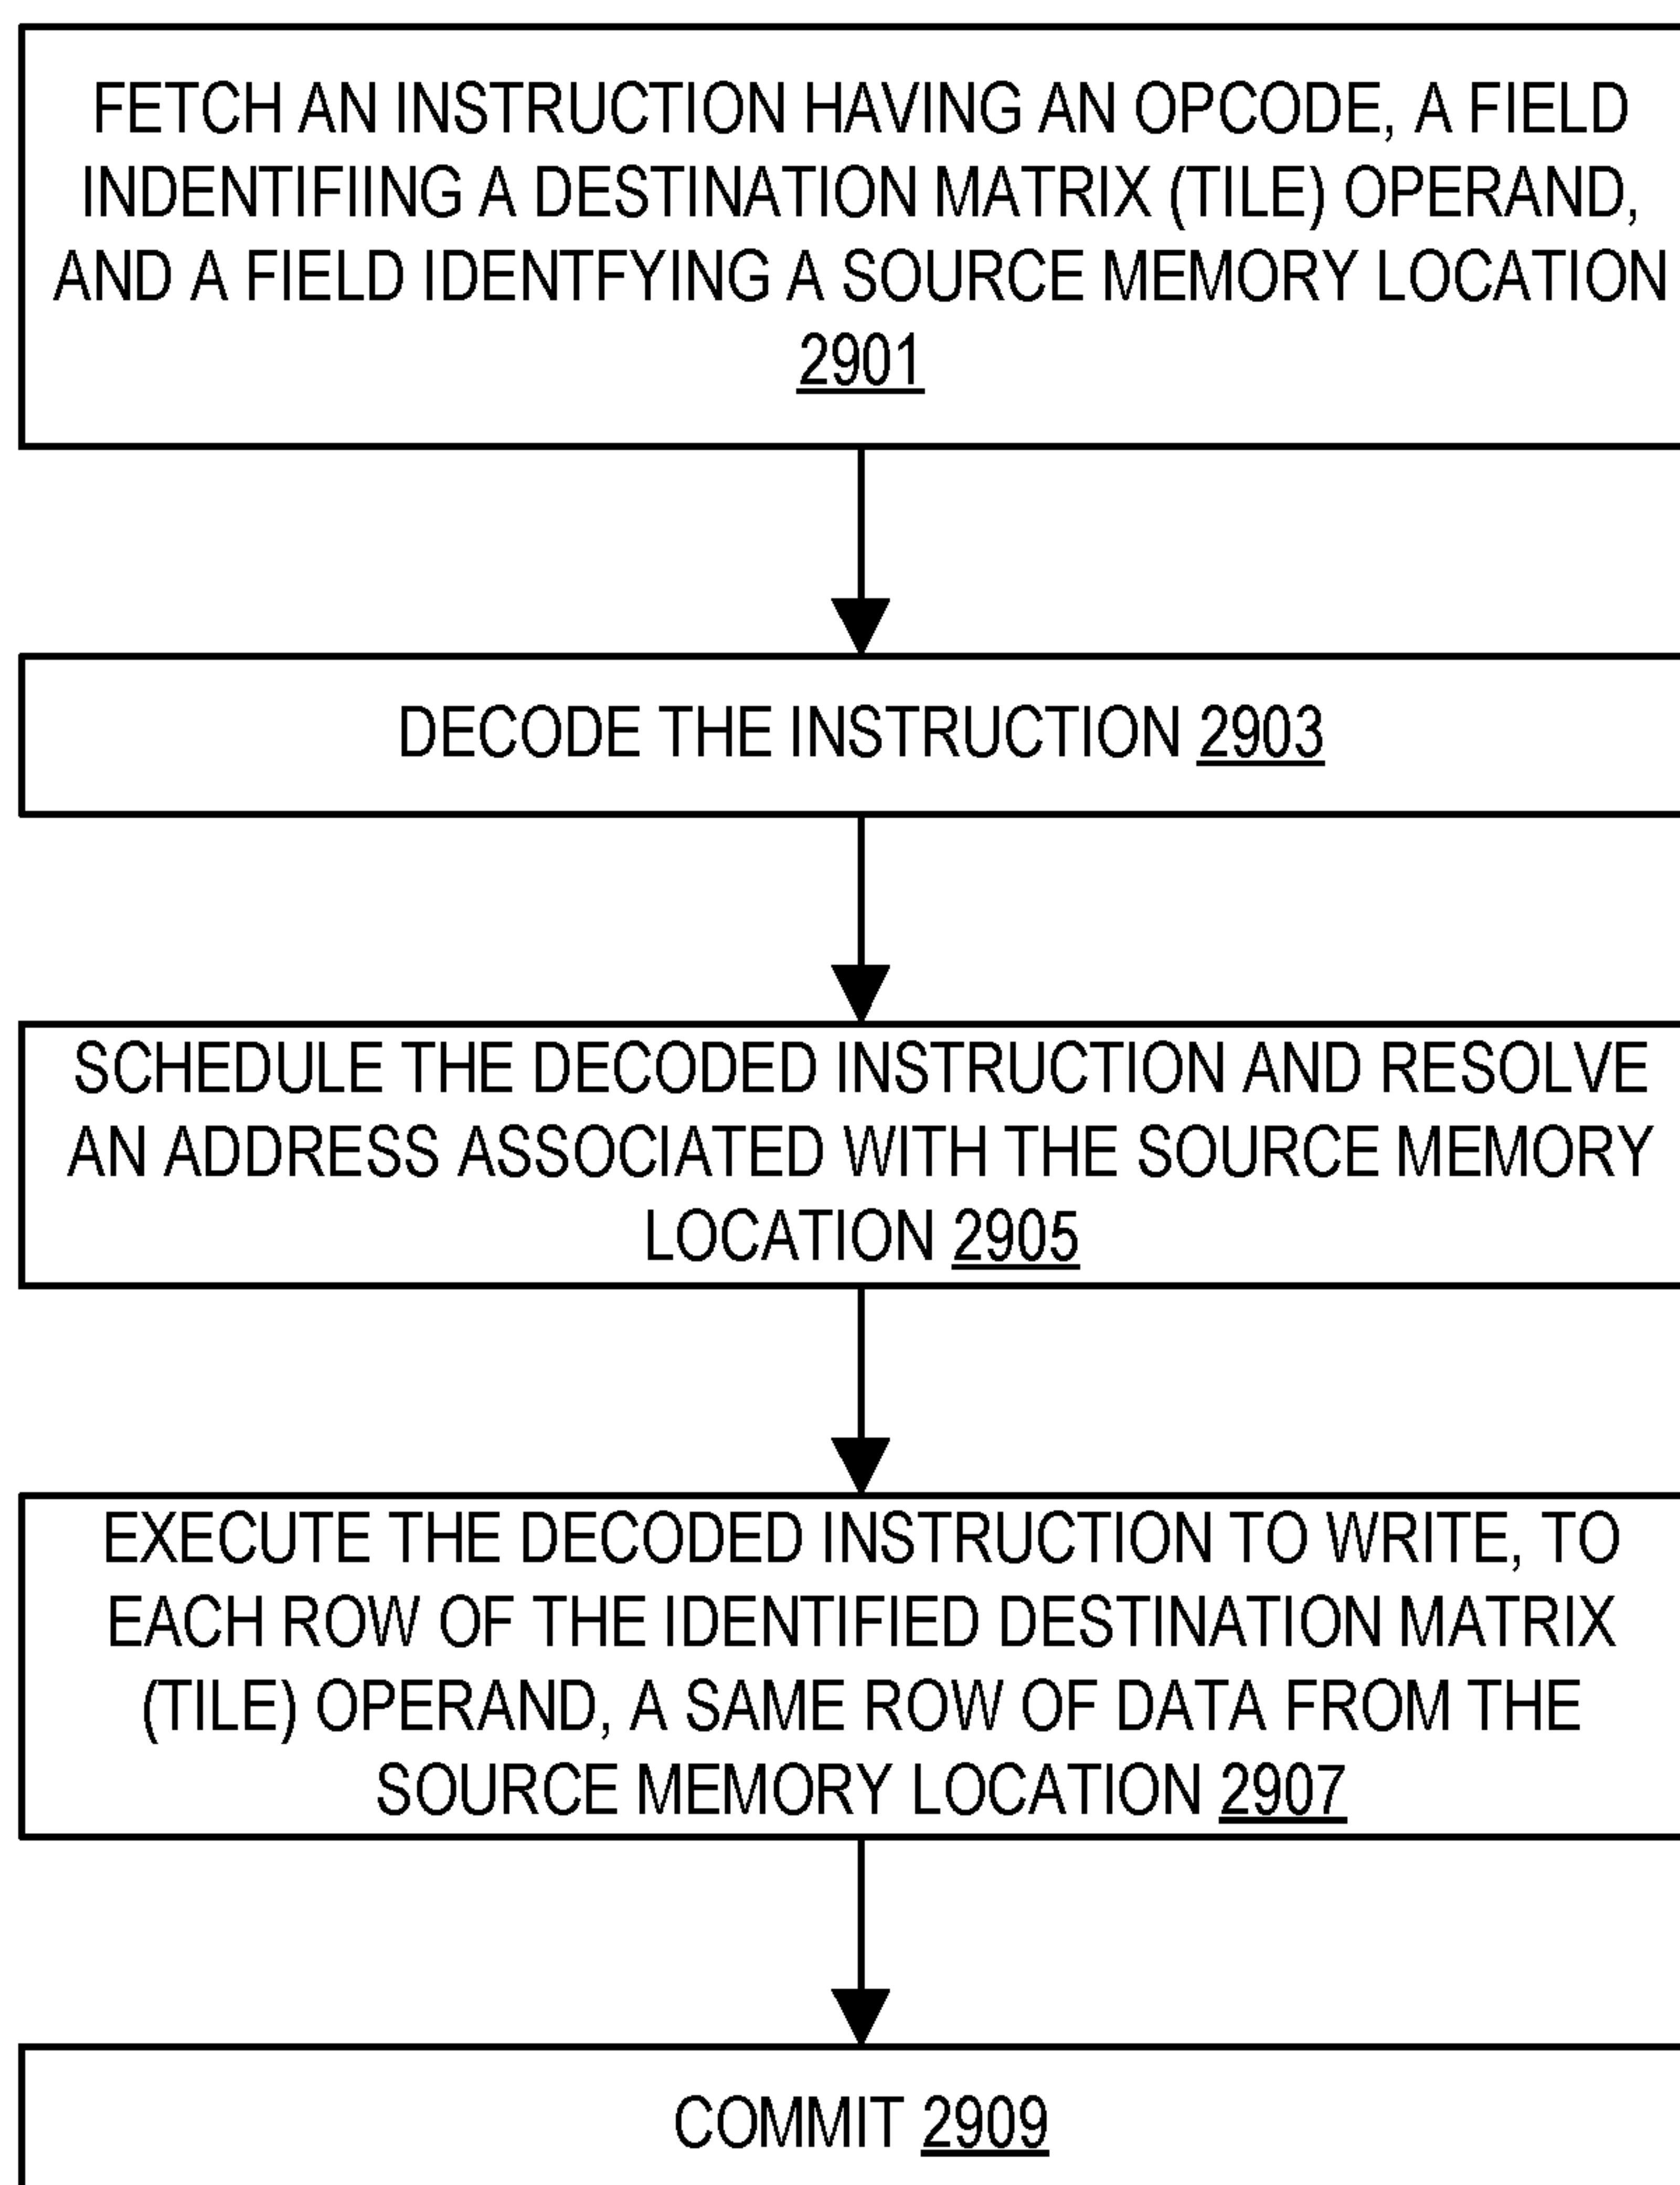 FETCH AN INSTRUCTION HAVING AN OPCODE, A FIELD
INDENTIFIING A DESTINATION MATRIX (TILE) OPERAND,
AND A FIELD IDENTFYING A SOURCE MEMORY LOCATION
2901
DECODE THE INSTRUCTION 2903
SCHEDULE THE DECODED INSTRUCTION AND RESOLVE
AN ADDRESS ASSOCIATED WITH THE SOURCE MEMORY
LOCATION 2905
EXECUTE THE DECODED INSTRUCTION TO WRITE, TO
EACH ROW OF THE IDENTIFIED DESTINATION MATRIX
(TILE) OPERAND, A SAME ROW OF DATA FROM THE
SOURCE MEMORY LOCATION 2907
COMMIT 2909